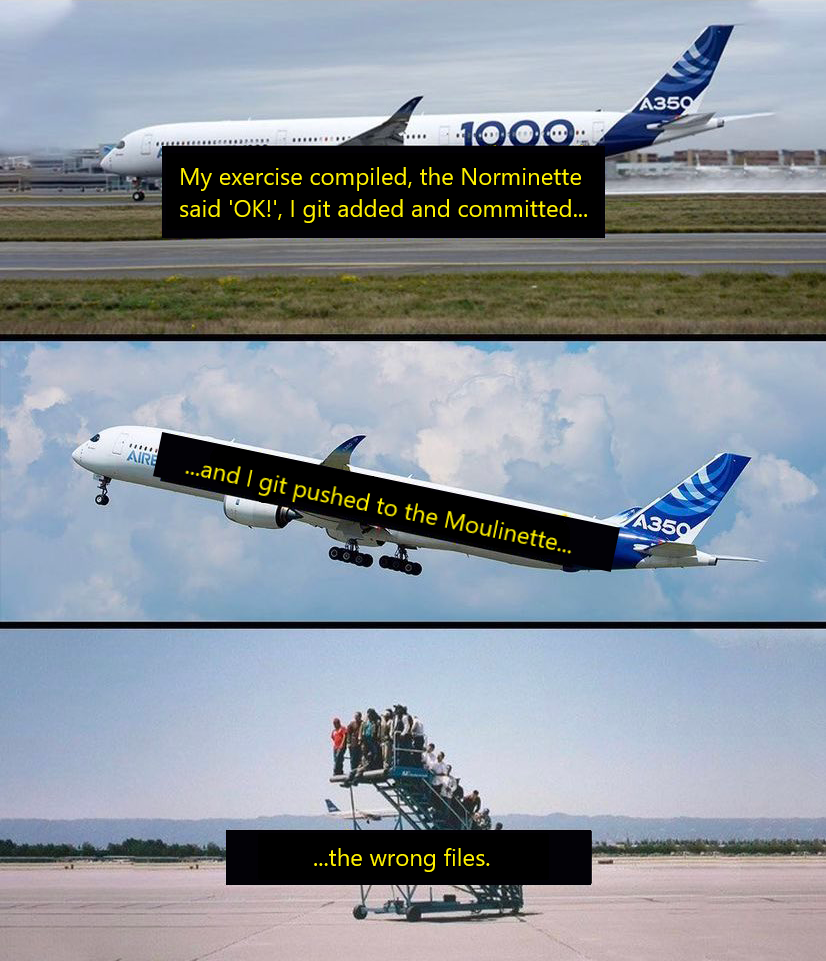 A350
1000
My exercise compiled, the Norminette
said 'OK!', I git added and committed...
AIRB
...and I git pushed to the Moulinette...
A350
...the wrong files.